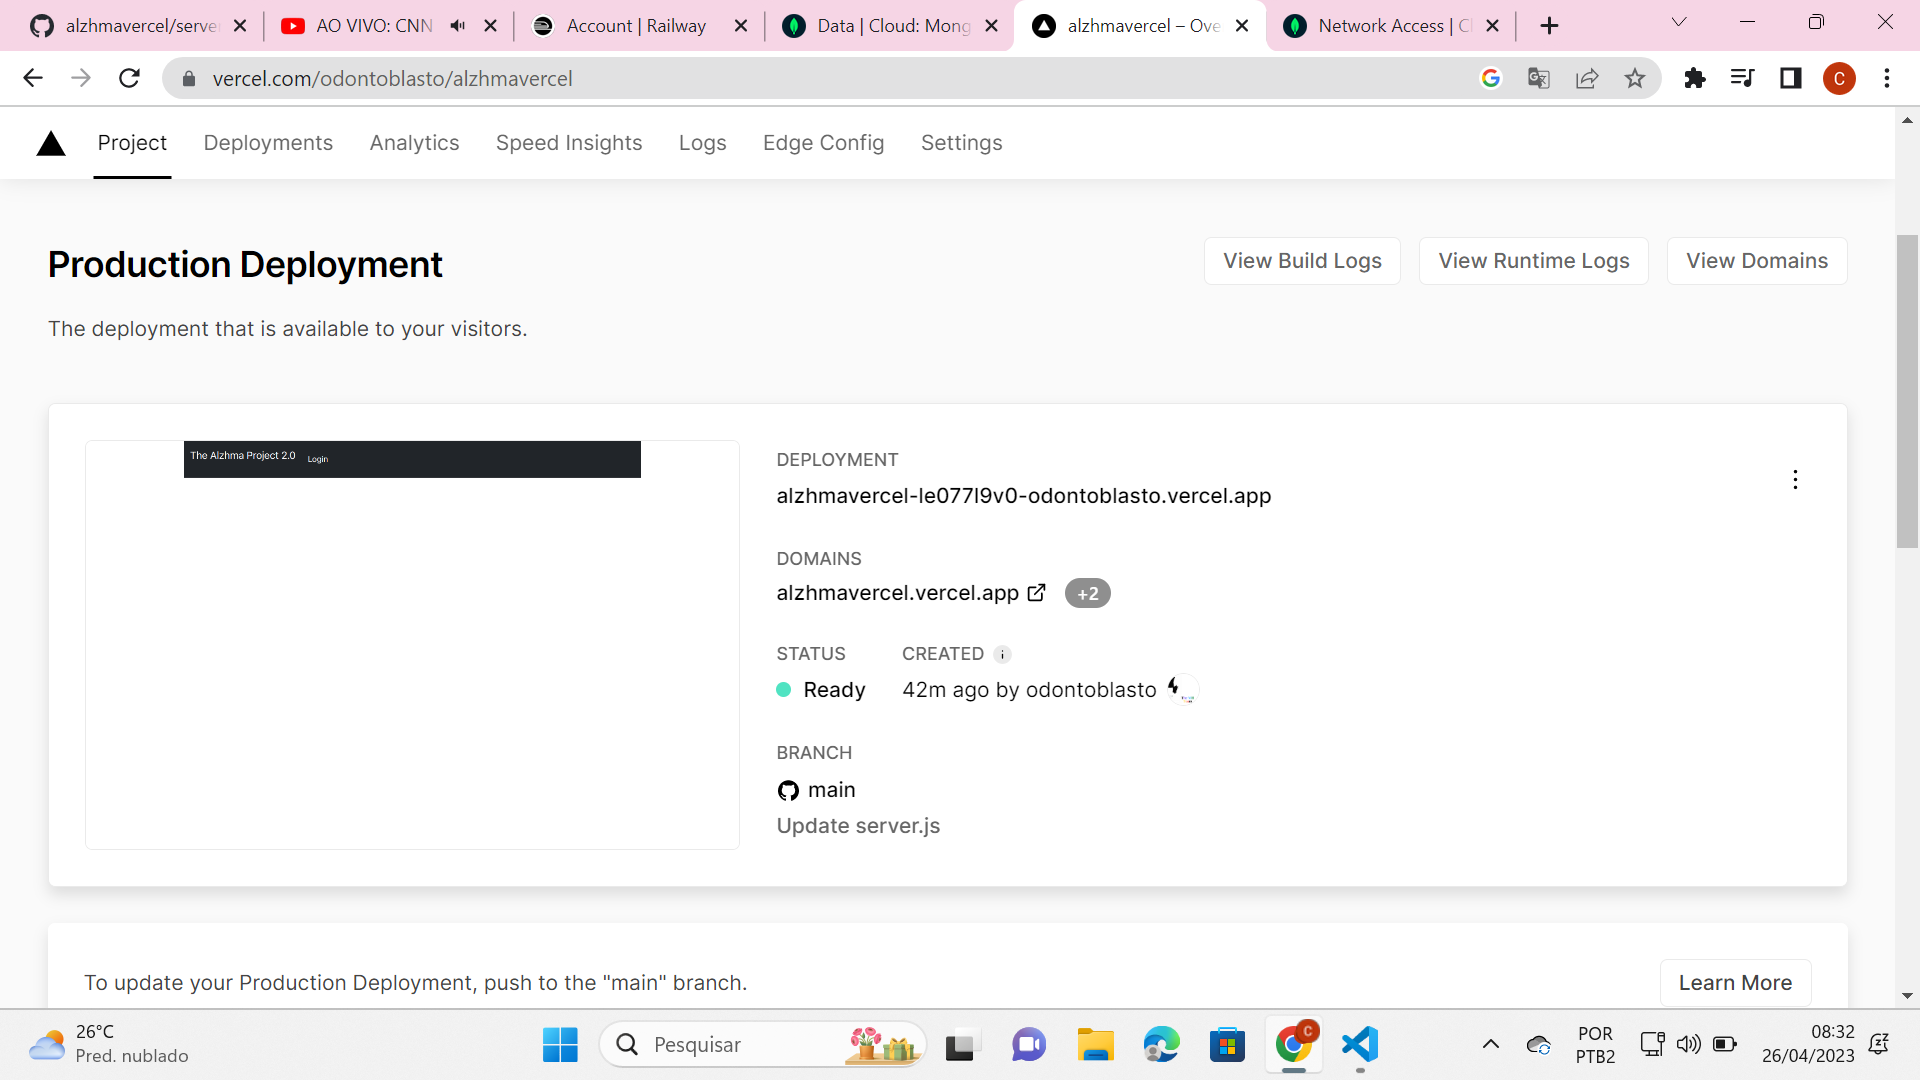 alzhmavercel/server
AO VIVO: CNN
Account | Railway
Data | Cloud: Mong
alzhmavercel – Ove
Network Access | Cl
vercel.com/odontoblasto/alzhmavercel
C
Project
Deployments
Analytics
Speed Insights
Logs
Edge Config
Settings
Production Deployment
View Build Logs
View Runtime Logs
View Domains
The deployment that is available to your visitors.
The Alzhma Project 2.0
Login
DEPLOYMENT
alzhmavercel-le077l9v0-odontoblasto.vercel.app
DOMAINS
alzhmavercel.vercel.app
+2
STATUS
CREATED
Ready
42m ago by odontoblasto
BRANCH
main
Update server.js
To update your Production Deployment, push to the "main" branch.
Learn More
26°C
Pred. nublado
Pesquisar
C
POR
PTB2
08:32
26/04/2023